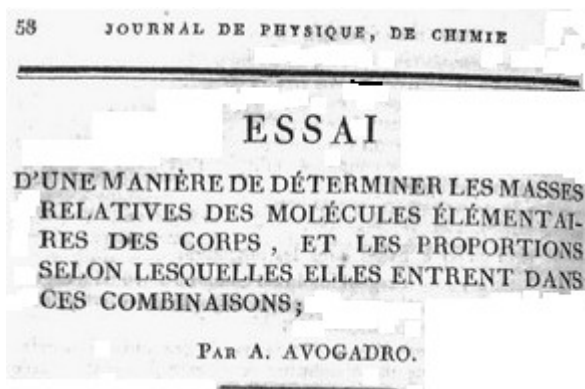 58 JOURNAL DE PHYSIQUE, DE CHIMIE
ESSAI
D'UNE MANIÈRE DE DÉTERMINER LES MASSES
RELATIVES DES MOLÉCULES ÉLÉMENTAI-
RES DES CORPS, ET LES PROPORTIONS
SELON LESQUELLES ELLES ENTRENT DANS
CES COMBINAISONS;
PAR A. AVOGADRO.